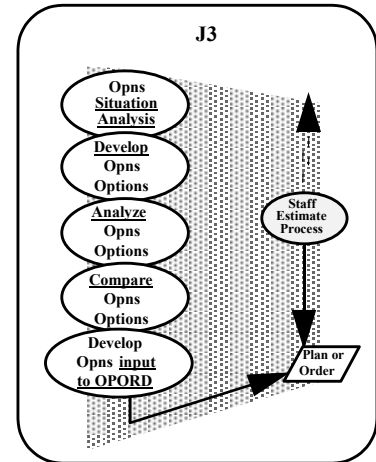 J3
Opns
Situation
Analysis
Develop
Opns
Options
Analyze
Opns
Options
Compare
Opns
Options
Develop
Opns input
to OPORD
Staff
Estimate
Process
Plan or
Order